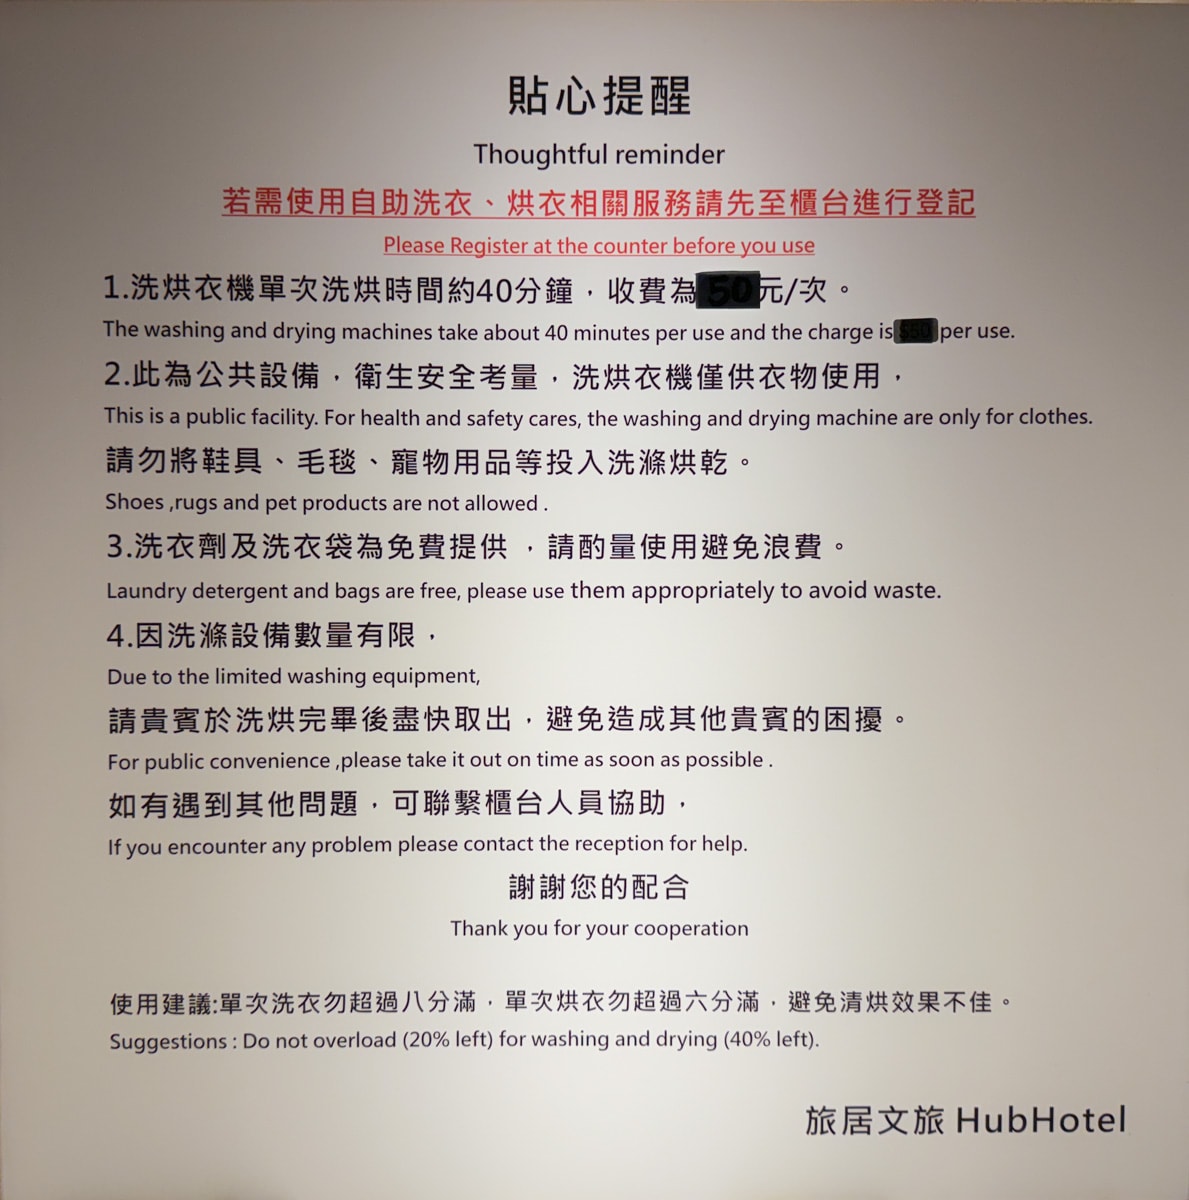 貼心提醒
Thoughtful reminder
若需使用自助洗衣、烘衣相關服務請先至櫃台進行登記
Please Register at the counter before you use
1.洗烘衣機單次洗烘時間約40分鐘，收費為50元/次。
The washing and drying machines take about 40 minutes per use and the charge is $50 per use.
2.此為公共設備，衛生安全考量，洗烘衣機僅供衣物使用，
This is a public facility. For health and safety cares, the washing and drying machine are only for clothes.
請勿將鞋具、毛毯、寵物用品等投入洗滌烘乾。
Shoes ,rugs and pet products are not allowed .
3.洗衣劑及洗衣袋為免費提供 ，請酌量使用避免浪費。
Laundry detergent and bags are free, please use them appropriately to avoid waste.
4.因洗滌設備數量有限，
Due to the limited washing equipment,
請貴賓於洗烘完畢後盡快取出，避免造成其他貴賓的困擾。
For public convenience ,please take it out on time as soon as possible .
如有遇到其他問題，可聯繫櫃台人員協助，
If you encounter any problem please contact the reception for help.
謝謝您的配合
Thank you for your cooperation
使用建議:單次洗衣勿超過八分滿，單次烘衣勿超過六分滿，避免清烘效果不佳。
Suggestions : Do not overload (20% left) for washing and drying (40% left).
旅居文旅 HubHotel